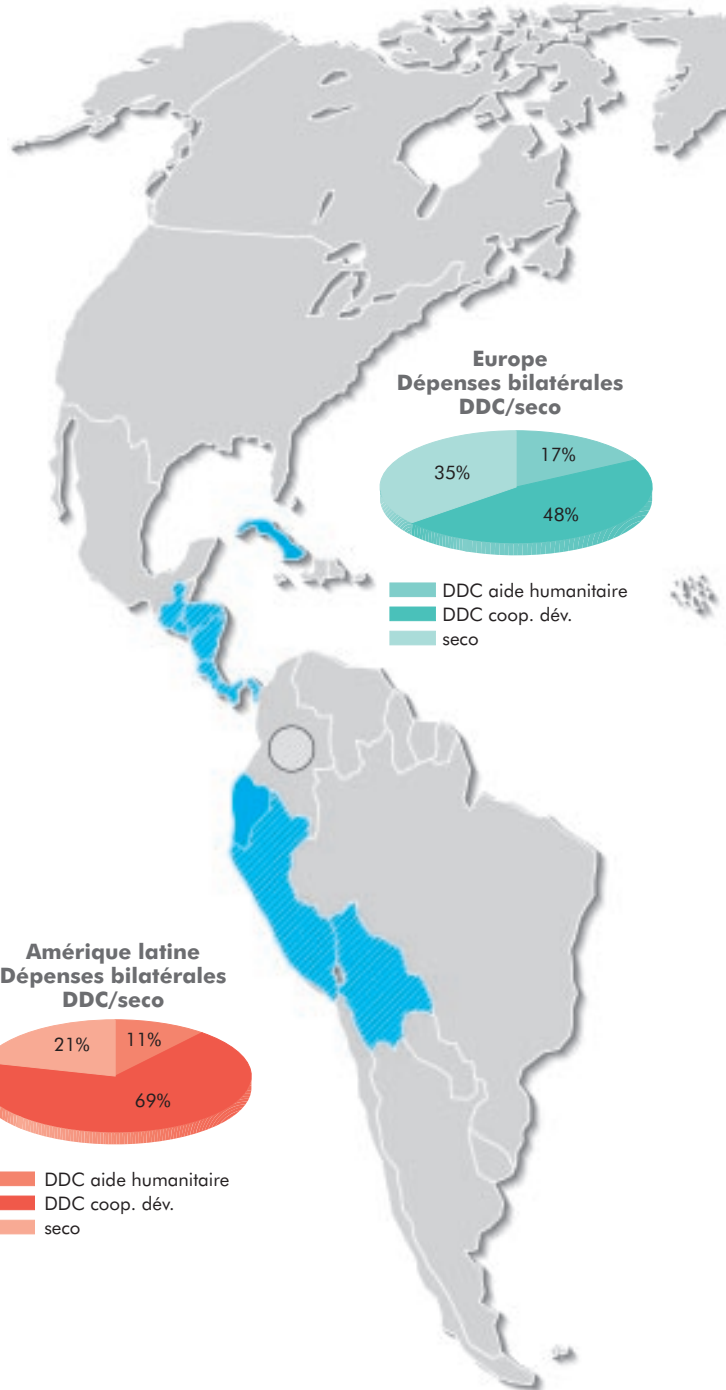 Europe
Dépenses bilatérales
DDC/seco
35%
17%
48%
DDC aide humanitaire
DDC coop. dév.
seco
Amérique latine
Dépenses bilatérales
DDC/seco
21%
11%
69%
DDC aide humanitaire
DDC coop. dév.
seco